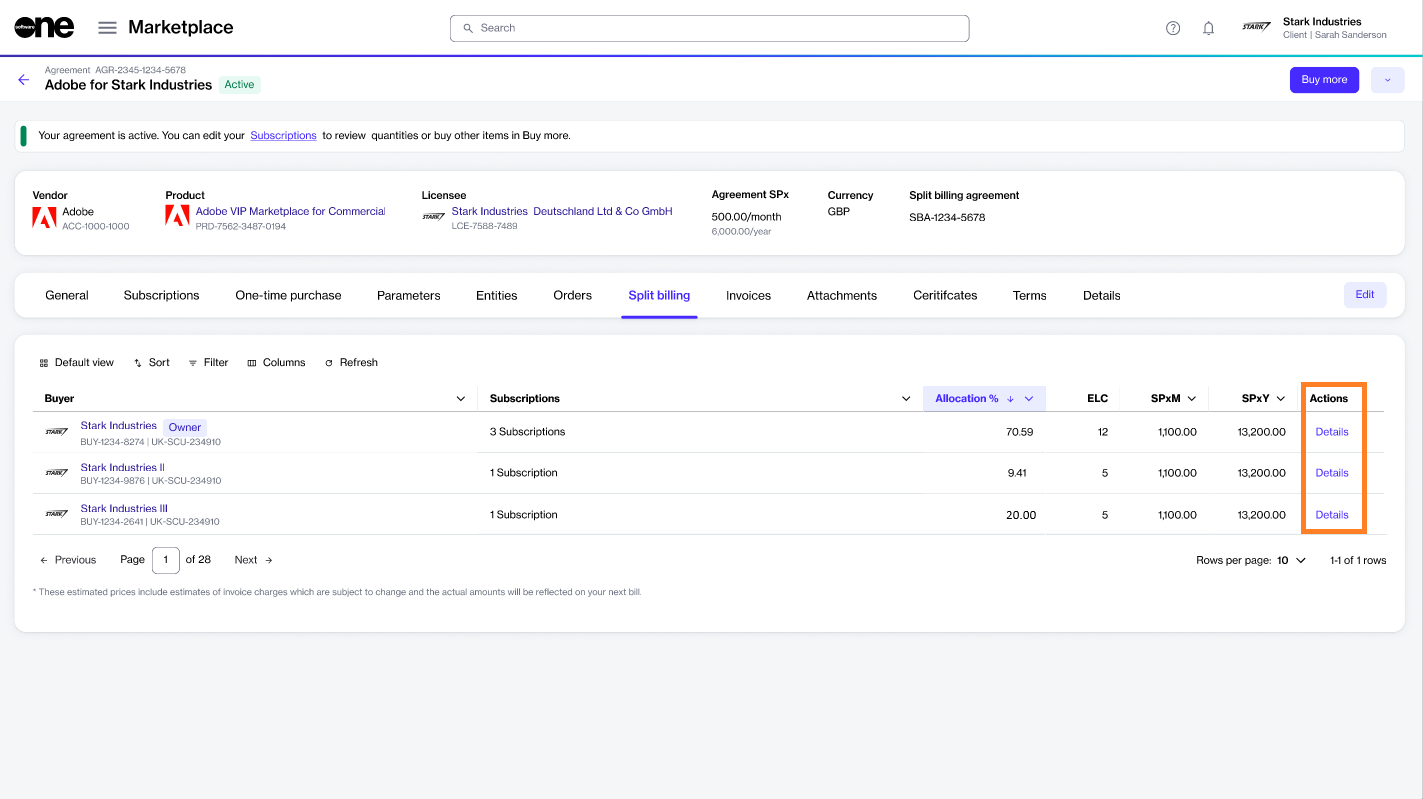 software one Marketplace Search Stark Industries
STARK Client | Sarah Sanderson
Agreement AGR-2345-1234-5678
Adobe for Stark Industries Active Buy more
Your agreement is active. You can edit your Subscriptions to review quantities or buy other items in Buy more.
Vendor Product Licensee Agreement SPx Currency Split billing agreement
Adobe Adobe VIP Marketplace for Commercial STARK Stark Industries Deutschland Ltd & Co GmbH 500.00/month GBP SBA-1234-5678
ACC-1000-1000 PRD-7562-3487-0194 LCE-7588-7489 6,000.00/year
General Subscriptions One-time purchase Parameters Entities Orders Split billing Invoices Attachments Ceritifcates Terms Details Edit
Default view Sort Filter Columns Refresh
Buyer Subscriptions Allocation % ELC SPxM SPxY Actions
STARK Stark Industries Owner 3 Subscriptions 70.59 12 1,100.00 13,200.00 Details
BUY-1234-8274 | UK-SCU-234910
STARK Stark Industries II 1 Subscription 9.41 5 1,100.00 13,200.00 Details
BUY-1234-9876 | UK-SCU-234910
STARK Stark Industries III 1 Subscription 20.00 5 1,100.00 13,200.00 Details
BUY-1234-2641 | UK-SCU-234910
Previous Page 1 of 28 Next Rows per page: 10 1-1 of 1 rows
* These estimated prices include estimates of invoice charges which are subject to change and the actual amounts will be reflected on your next bill.